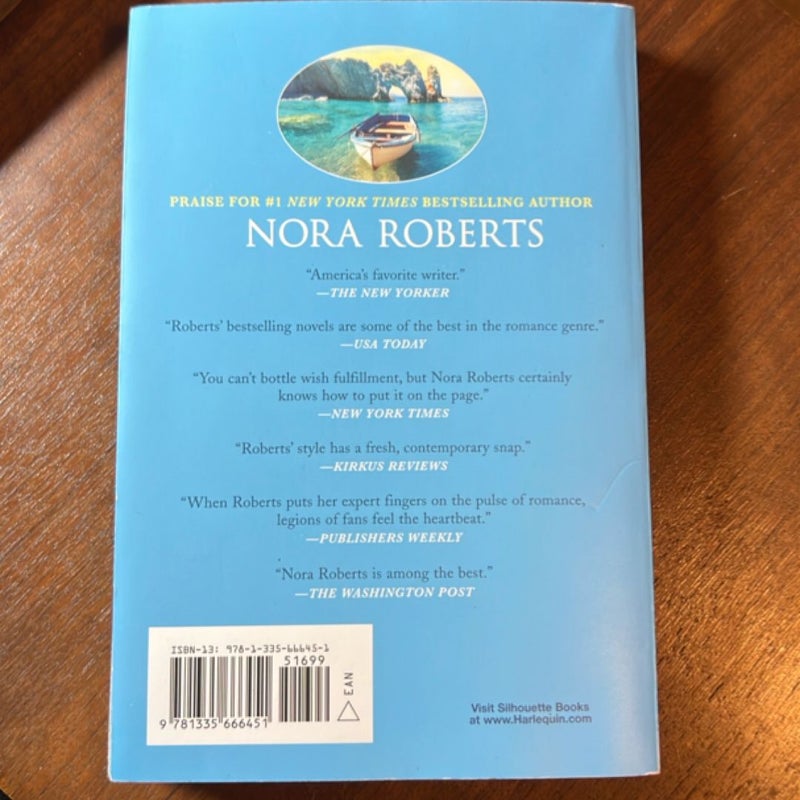 PRAISE FOR #1 NEW YORK TIMES BESTSELLING AUTHOR
NORA ROBERTS
“America’s favorite writer.”
—THE NEW YORKER
“Roberts’ bestselling novels are some of the best in the romance genre.”
—USA TODAY
“You can’t bottle wish fulfillment, but Nora Roberts certainly
knows how to put it on the page.”
—NEW YORK TIMES
“Roberts’ style has a fresh, contemporary snap.”
—KIRKUS REVIEWS
“When Roberts puts her expert fingers on the pulse of romance,
legions of fans feel the heartbeat.”
—PUBLISHERS WEEKLY
“Nora Roberts is among the best.”
—THE WASHINGTON POST
ISBN-13: 978-1-335-66645-1
51699
EAN
9 781335 666451
Visit Silhouette Books
at www.Harlequin.com